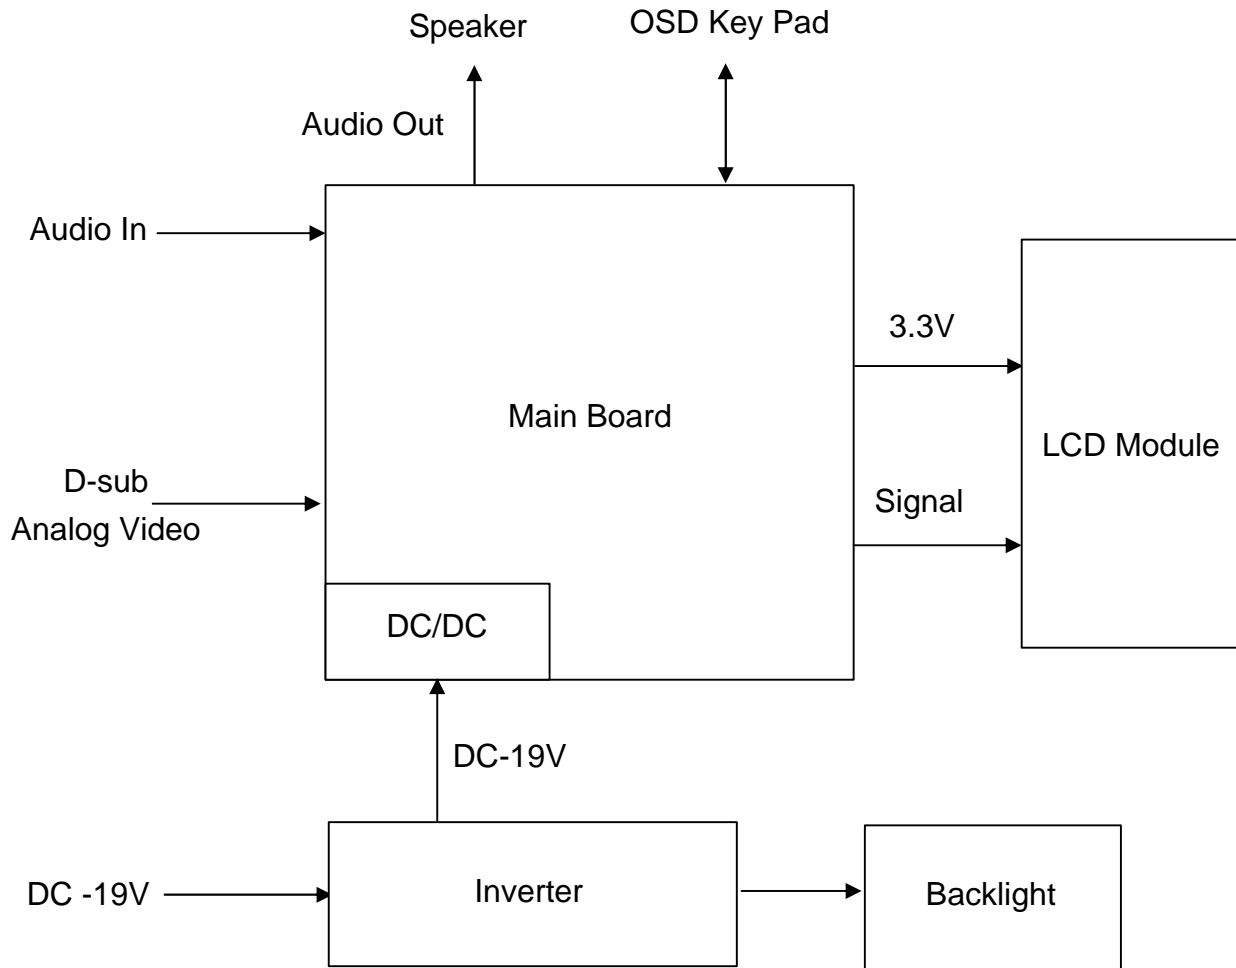 Speaker
OSD Key Pad
Audio Out
Audio In
3.3V
Main Board
LCD Module
D-sub
Analog Video
Signal
DC/DC
DC-19V
DC -19V
Inverter
Backlight